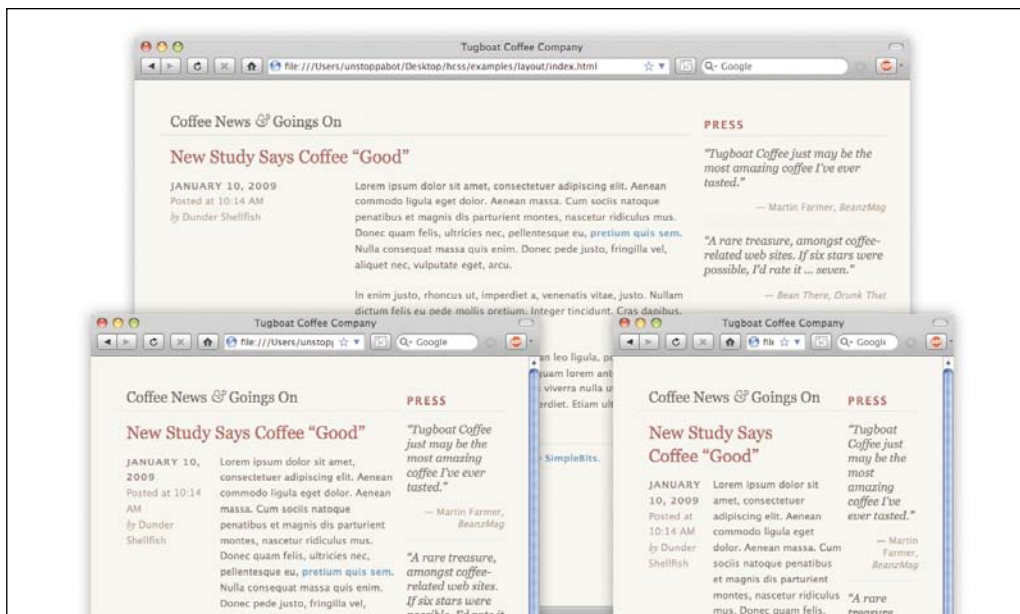 Tugboat Coffee Company
file:///Users/unstoppabot/Desktop/hcss/examples/layout/index.html
Google
Coffee News & Goings On
New Study Says Coffee “Good”
JANUARY 10, 2009
Posted at 10:14 AM
by Dunder Shellfish
Lorem ipsum dolor sit amet, consectetuer adipiscing elit. Aenean
commodo ligula eget dolor. Aenean massa. Cum sociis natoque
penatibus et magnis dis parturient montes, nascetur ridiculus mus.
Donec quam felis, ultricies nec, pellentesque eu, pretium quis sem.
Nulla consequat massa quis enim. Donec pede justo, fringilla vel,
aliquet nec, vulputate eget, arcu.
In enim justo, rhoncus ut, imperdiet a, venenatis vitae, justo. Nullam
dictum felis eu pede mollis pretium. Integer tincidunt. Cras dapibus.
PRESS
“Tugboat Coffee just may be the
most amazing coffee I’ve ever
tasted.”
— Martin Farmer, BeanzMag
“A rare treasure, amongst coffee-
related web sites. If six stars were
possible, I’d rate it ... seven.”
— Bean There, Drunk That
an leo ligula,
quam lorem
viverra nulla
Etiam
SimpleBits.
Tugboat Coffee Company
file:///Users/unstop
Google
Coffee News & Goings On
New Study Says Coffee “Good”
JANUARY 10,
2009
Posted at 10:14
AM
by Dunder
Shellfish
Lorem ipsum dolor sit amet,
consectetuer adipiscing elit. Aenean
commodo ligula eget dolor. Aenean
massa. Cum sociis natoque
penatibus et magnis dis parturient
montes, nascetur ridiculus mus.
Donec quam felis, ultricies nec,
pellentesque eu, pretium quis sem.
Nulla consequat massa quis enim.
Donec pede justo, fringilla vel,
PRESS
“Tugboat Coffee
just may be the
most amazing
coffee I’ve ever
tasted.”
— Martin Farmer,
BeanzMag
“A rare treasure,
amongst coffee-
related web sites.
If six stars were
possible, I’d rate it
Tugboat Coffee Company
Google
Coffee News & Goings On
New Study Says
Coffee “Good”
JANUARY
10, 2009
Posted at
10:14 AM
by Dunder
Shellfish
Lorem ipsum dolor sit
amet, consectetuer
adipiscing elit. Aenean
commodo ligula eget
dolor. Aenean massa. Cum
sociis natoque penatibus
et magnis dis parturient
montes, nascetur ridiculus
mus. Donec quam felis,
PRESS
“Tugboat
Coffee just
may be the
most
amazing
coffee I’ve
ever tasted.”
— Martin
Farmer,
BeanzMag
“A rare
treasure,